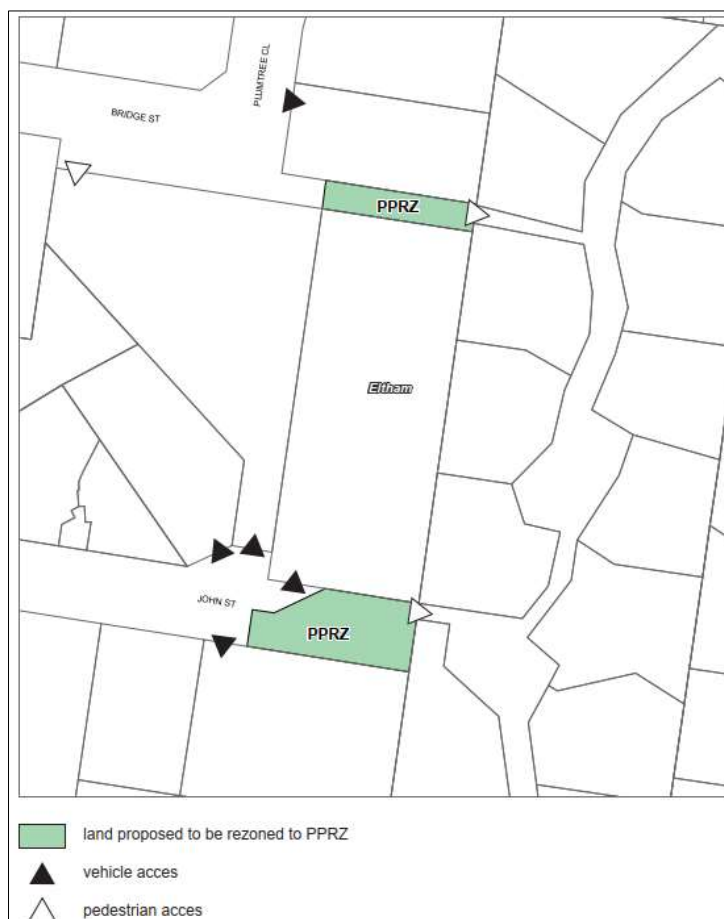 PLUMTREE CL
BRIDGE ST
PPRZ
Eltham
JOHN ST
PPRZ
land proposed to be rezoned to PPRZ
vehicle acces
pedestrian acces